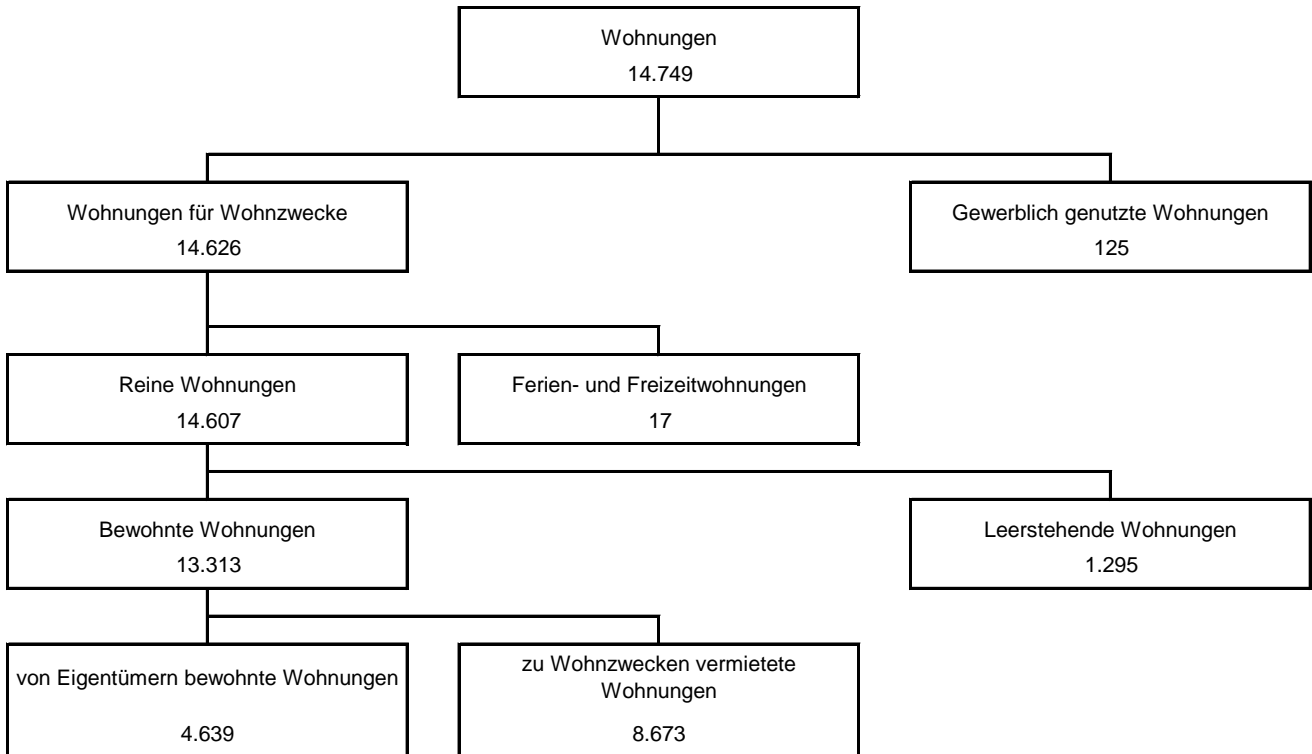 Wohnungen
14.749
Wohnungen für Wohnzwecke
14.626
Gewerblich genutzte Wohnungen
125
Reine Wohnungen
14.607
Ferien- und Freizeitwohnungen
17
Bewohnte Wohnungen
13.313
Leerstehende Wohnungen
1.295
von Eigentümern bewohnte Wohnungen
4.639
zu Wohnzwecken vermietete
Wohnungen
8.673